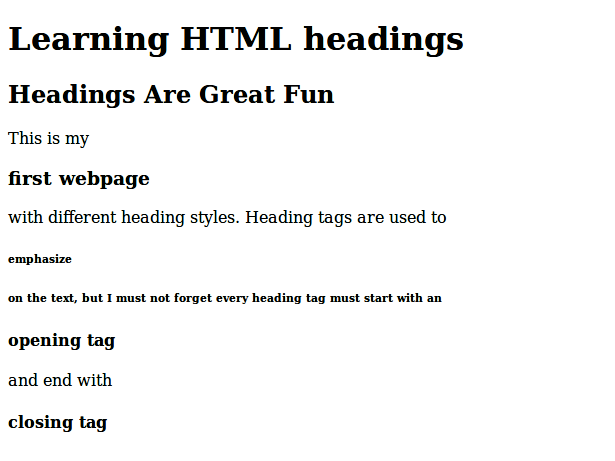 Learning HTML headings
Headings Are Great Fun
This is my
first webpage
with different heading styles. Heading tags are used to
emphasize
on the text, but I must not forget every heading tag must start with an
opening tag
and end with
closing tag